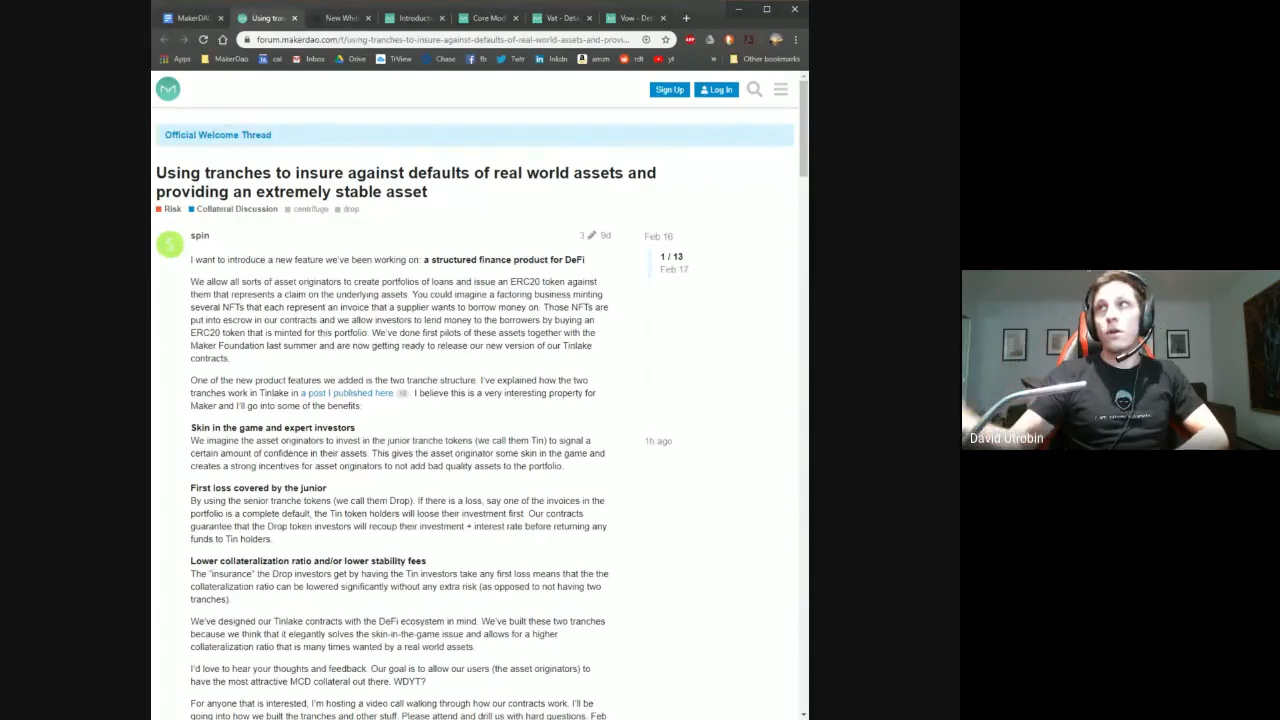 MakerDAO
Using tran
New Whit
Introducti
Core Mod
Vat - Deta
Vow - Det
forum.makerdao.com/t/using-tranches-to-insure-against-defaults-of-real-world-assets-and-provi...
Apps
MakerDao
cal
Inbox
Drive
TrView
Chase
fb
Twtr
lnkdn
amzn
rdt
yt
»
Other bookmarks
Sign Up
Log In
Official Welcome Thread
Using tranches to insure against defaults of real world assets and
providing an extremely stable asset
Risk Collateral Discussion centrifuge drop
S
spin
3 9d
Feb 16
1 / 13
Feb 17
I want to introduce a new feature we've been working on: a structured finance product for DeFi
We allow all sorts of asset originators to create portfolios of loans and issue an ERC20 token against
them that represents a claim on the underlying assets. You could imagine a factoring business minting
several NFTs that each represent an invoice that a supplier wants to borrow money on. Those NFTs are
put into escrow in our contracts and we allow investors to lend money to the borrowers by buying an
ERC20 token that is minted for this portfolio. We've done first pilots of these assets together with the
Maker Foundation last summer and are now getting ready to release our new version of our Tinlake
contracts.
One of the new product features we added is the two tranche structure. I've explained how the two
tranches work in Tinlake in a post I published here . I believe this is a very interesting property for
Maker and I'll go into some of the benefits:
Skin in the game and expert investors
We imagine the asset originators to invest in the junior tranche tokens (we call them Tin) to signal a
certain amount of confidence in their assets. This gives the asset originator some skin in the game and
creates a strong incentives for asset originators to not add bad quality assets to the portfolio.
1h ago
First loss covered by the junior
By using the senior tranche tokens (we call them Drop). If there is a loss, say one of the invoices in the
portfolio is a complete default, the Tin token holders will loose their investment first. Our contracts
guarantee that the Drop token investors will recoup their investment + interest rate before returning any
funds to Tin holders.
Lower collateralization ratio and/or lower stability fees
The "insurance" the Drop investors get by having the Tin investors take any first loss means that the the
collateralization ratio can be lowered significantly without any extra risk (as opposed to not having two
tranches).
We've designed our Tinlake contracts with the DeFi ecosystem in mind. We've built these two tranches
because we think that it elegantly solves the skin-in-the-game issue and allows for a higher
collateralization ratio that is many times wanted by a real world assets.
I'd love to hear your thoughts and feedback. Our goal is to allow our users (the asset originators) to
have the most attractive MCD collateral out there. WDYT?
For anyone that is interested, I'm hosting a video call walking through how our contracts work. I'll be
going into how we built the tranches and other stuff. Please attend and drill us with hard questions. Feb
David Utrobin